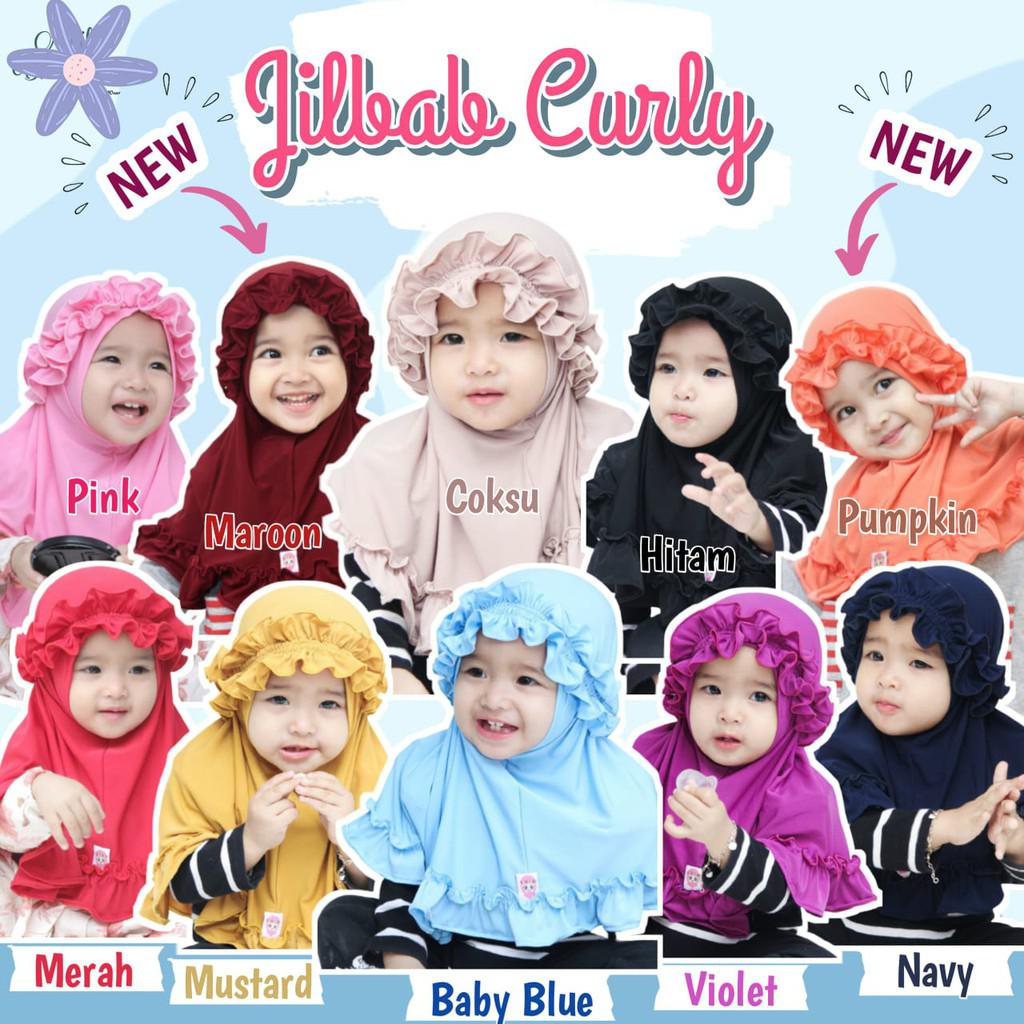 Jilbab Curly
NEW
NEW
Pink
Maroon
Coksu
Hitam
Pumpkin
Merah
Mustard
Baby Blue
Violet
Navy